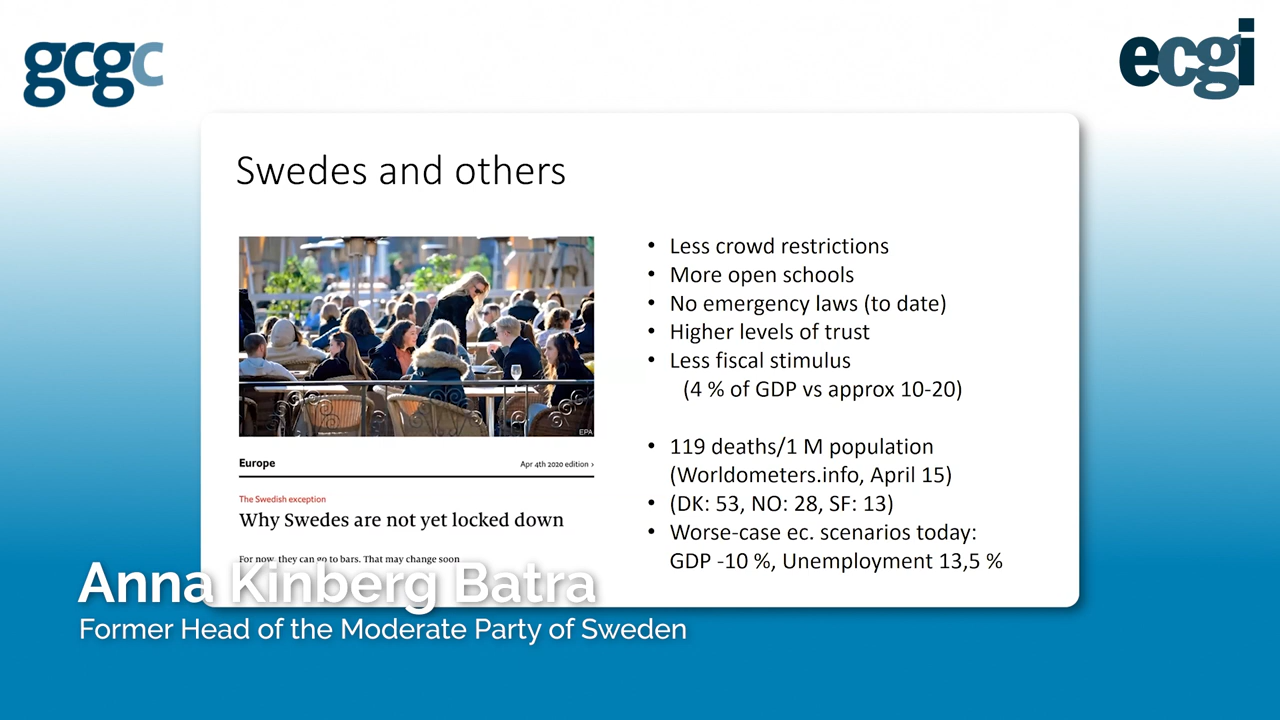 gcgc
ecgi
Swedes and others
EPA
Europe
Apr 4th 2020 edition ›
The Swedish exception
Why Swedes are not yet locked down
For now, they can go to bars. That may change soon
• Less crowd restrictions
• More open schools
• No emergency laws (to date)
• Higher levels of trust
• Less fiscal stimulus
(4 % of GDP vs approx 10-20)
• 119 deaths/1 M population
(Worldometers.info, April 15)
• (DK: 53, NO: 28, SF: 13)
• Worse-case ec. scenarios today:
GDP -10 %, Unemployment 13,5 %
Anna Kinberg Batra
Former Head of the Moderate Party of Sweden